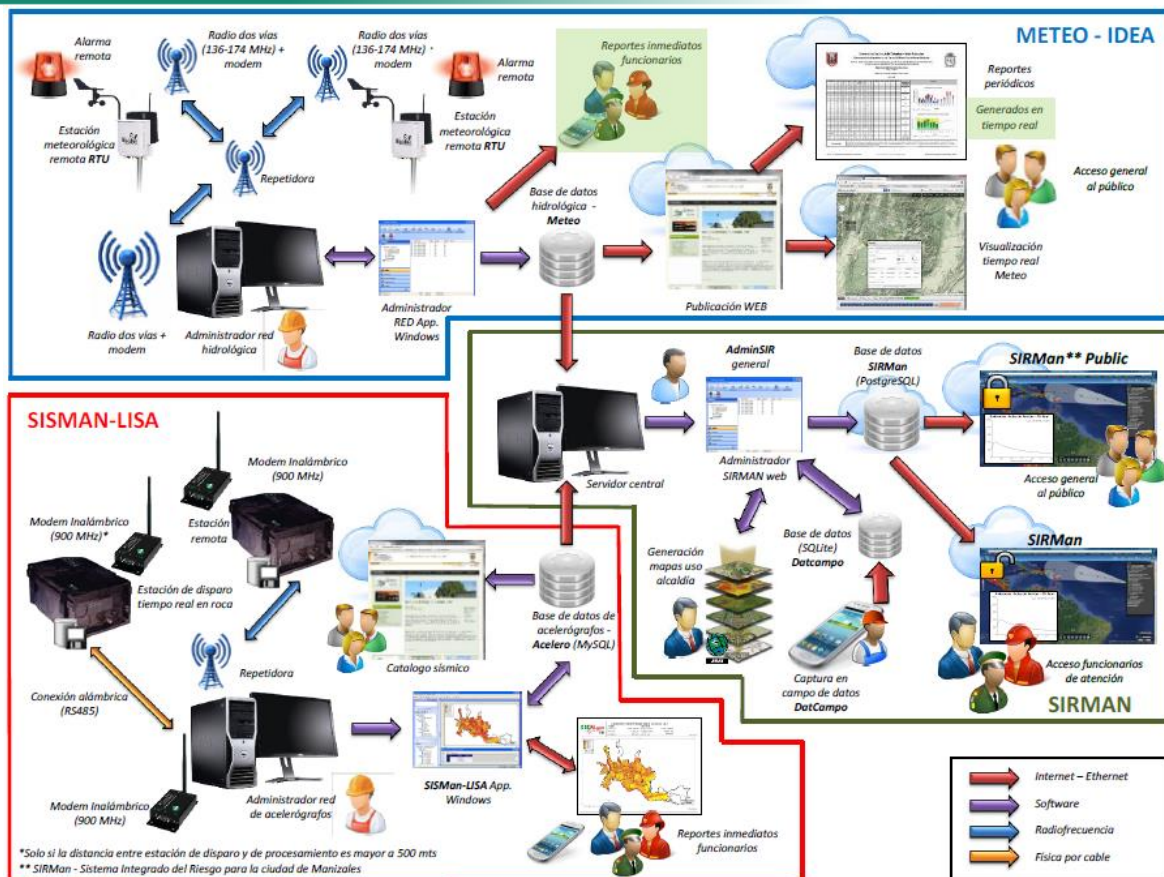 METEO - IDEA
Alarma
remota
Radio dos vías
(136-174 MHz) +
modem
Radio dos vías
(136-174 MHz) +
modem
Alarma
remota
Estación
meteorológica
remota RTU
Estación
meteorológica
remota RTU
Repetidora
Radio dos vías +
modem
Administrador red
hidrológica
Administrador
RED App.
Windows
Base de datos
hidrológica -
Meteo
Reportes inmediatos
funcionarios
Publicación WEB
Reportes
periódicos
Generados en
tiempo real
Acceso general
al público
Visualización
tiempo real
Meteo
SISMAN-LISA
Modem Inalámbrico
(900 MHz)
Modem Inalámbrico
(900 MHz)*
Estación
remota
Estación de disparo
tiempo real en roca
Repetidora
Conexión alámbrica
(RS485)
Modem Inalámbrico
(900 MHz)
Administrador red
de acelerógrafos
SISMan-LISA App.
Windows
Catalogo sísmico
Base de datos de
acelerógrafos -
Acelero (MySQL)
Reportes inmediatos
funcionarios
*Solo si la distancia entre estación de disparo y de procesamiento es mayor a 500 mts
** SIRMan - Sistema Integrado del Riesgo para la ciudad de Manizales
Servidor central
AdminSIR
general
Administrador
SIRMAN web
Base de datos
SIRMan
(PostgreSQL)
SIRMan** Public
Acceso general
al público
Generación
mapas uso
alcaldía
Base de datos
(SQLite)
Datcampo
Captura en
campo de datos
DatCampo
SIRMan
Acceso funcionarios
de atención
SIRMAN
Internet – Ethernet
Software
Radiofrecuencia
Física por cable